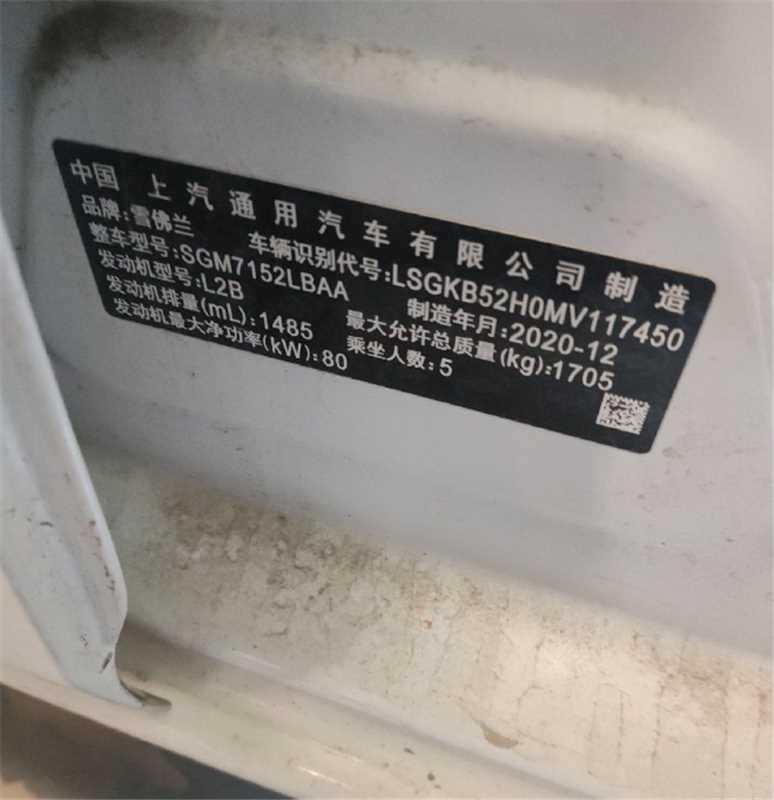 中国 上汽通用汽车有限公司制造
品牌:雪佛兰 车辆识别代号:LSGKB52H0MV117450
整车型号:SGM7152LBAA 制造年月:2020-12
发动机型号:L2B 最大允许总质量(kg):1705
发动机排量(mL):1485 乘坐人数:5
发动机最大净功率(kW):80